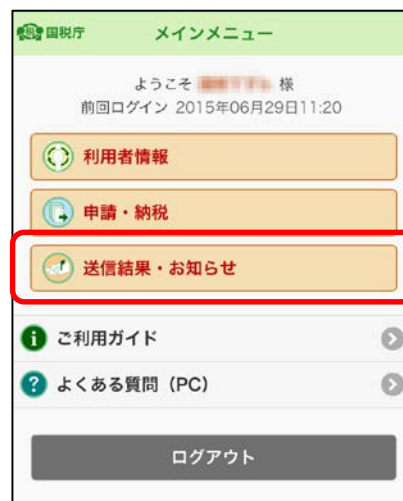 国税庁 メインメニュー
ようこそ 様
前回ログイン 2015年06月29日11:20
利用者情報
申請・納税
送信結果・お知らせ
ご利用ガイド
よくある質問（PC）
ログアウト